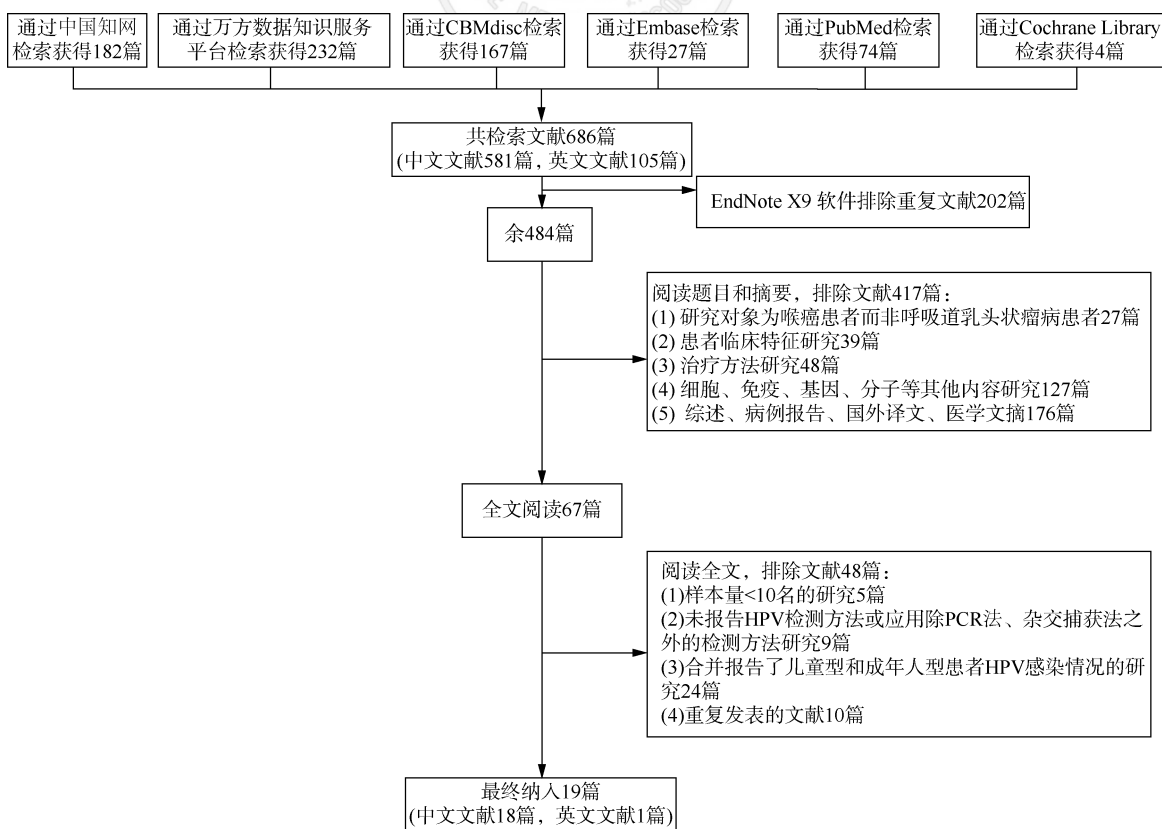 通过中国知网
检索获得182篇
通过万方数据知识服务
平台检索获得232篇
通过CBMdisc检索
获得167篇
通过Embase检索
获得27篇
通过PubMed检索
获得74篇
通过Cochrane Library
检索获得4篇
共检索文献686篇
(中文文献581篇, 英文文献105篇)
EndNote X9 软件排除重复文献202篇
余484篇
阅读题目和摘要，排除文献417篇：
(1) 研究对象为喉癌患者而非呼吸道乳头状瘤病患者27篇
(2) 患者临床特征研究39篇
(3) 治疗方法研究48篇
(4) 细胞、免疫、基因、分子等其他内容研究127篇
(5) 综述、病例报告、国外译文、医学文摘176篇
全文阅读67篇
阅读全文，排除文献48篇：
(1)样本量<10名的研究5篇
(2)未报告HPV检测方法或应用除PCR法、杂交捕获法之
外的检测方法研究9篇
(3)合并报告了儿童型和成年人型患者HPV感染情况的研
究24篇
(4)重复发表的文献10篇
最终纳入19篇
(中文文献18篇，英文文献1篇)